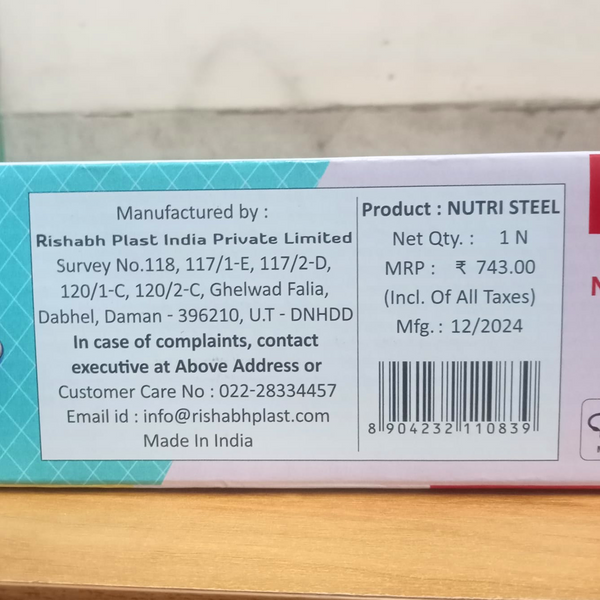 Manufactured by :
Rishabh Plast India Private Limited
Survey No.118, 117/1-E, 117/2-D,
120/1-C, 120/2-C, Ghelwad Falia,
Dabhel, Daman - 396210, U.T - DNHDD
In case of complaints, contact
executive at Above Address or
Customer Care No : 022-28334457
Email id : info@rishabhplast.com
Made In India
Product : NUTRI STEEL
Net Qty. : 1 N
MRP : ₹ 743.00
(Incl. Of All Taxes)
Mfg. : 12/2024
8 904232 110839